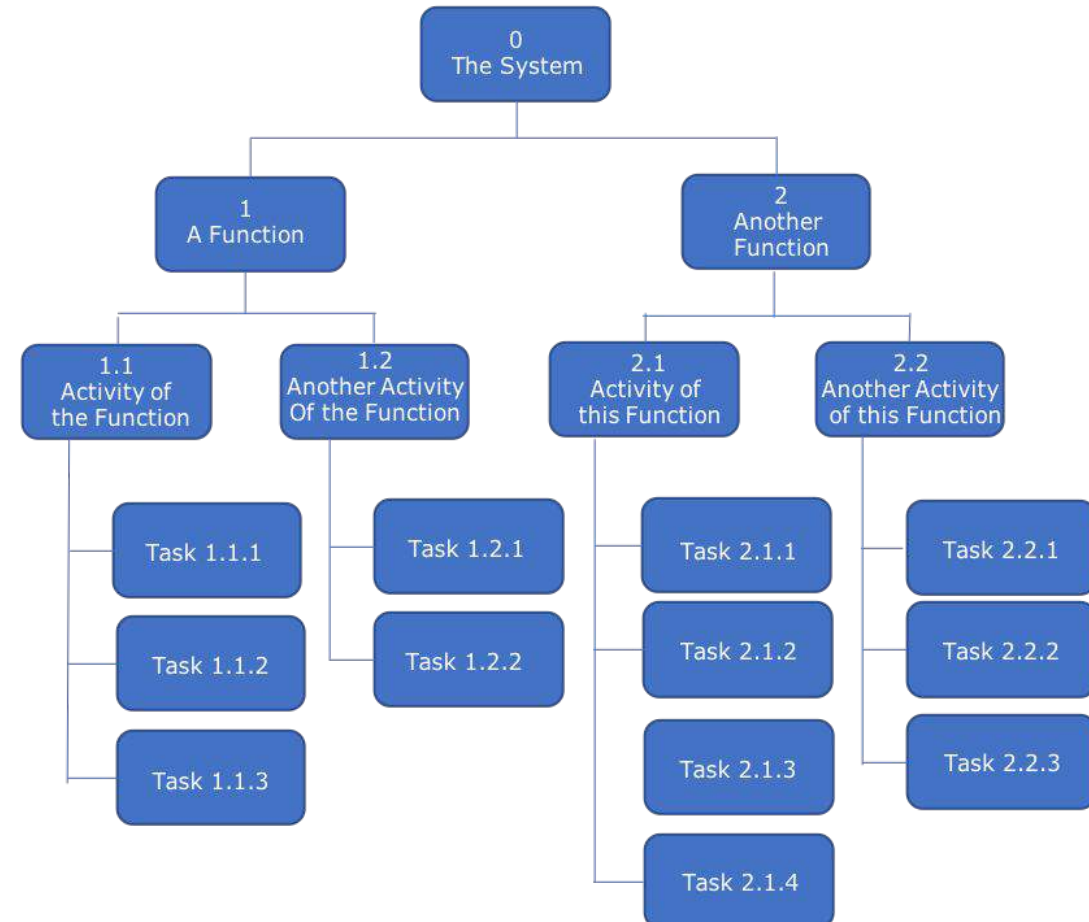 0
The System
1
A Function
2
Another
Function
1.1
Activity of
the Function
1.2
Another Activity
Of the Function
2.1
Activity of
this Function
2.2
Another Activity
of this Function
Task 1.1.1
Task 1.1.2
Task 1.1.3
Task 1.2.1
Task 1.2.2
Task 2.1.1
Task 2.1.2
Task 2.1.3
Task 2.1.4
Task 2.2.1
Task 2.2.2
Task 2.2.3